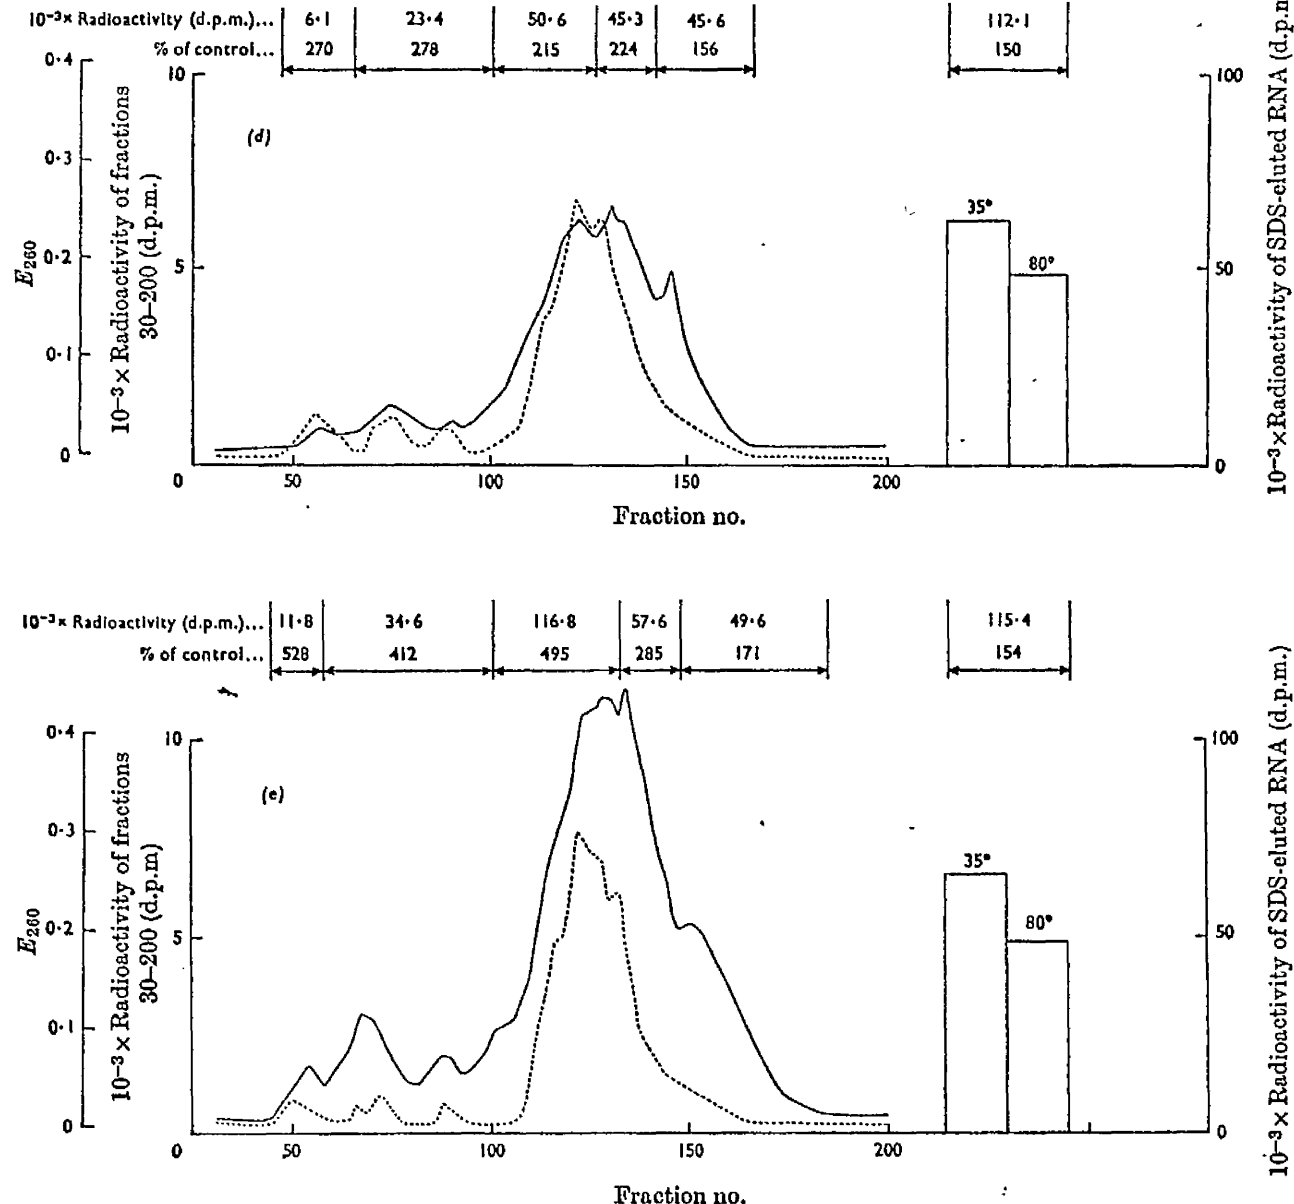 10⁻³× Radioactivity (d.p.m.)... 6·1 23·4 50·6 45·3 45·6 112·1
% of control... 270 278 215 224 156 150
0·4
0·3
0·2
0·1
0
E₂₆₀
10⁻³× Radioactivity of fractions
30–200 (d.p.m.)
10
5
(d)
35°
80°
100
50
0
10⁻³×Radioactivity of SDS-eluted RNA (d.p.m
0 50 100 150 200
Fraction no.
10⁻³× Radioactivity (d.p.m.)... 11·8 34·6 116·8 57·6 49·6 115·4
% of control... 528 412 495 285 171 154
0·4
0·3
0·2
0·1
0
E₂₆₀
10⁻³× Radioactivity of fractions
30–200 (d.p.m)
10
5
(e)
35°
80°
100
50
0
10⁻³× Radioactivity of SDS-eluted RNA (d.p.m.)
0 50 100 150 200
Fraction no.